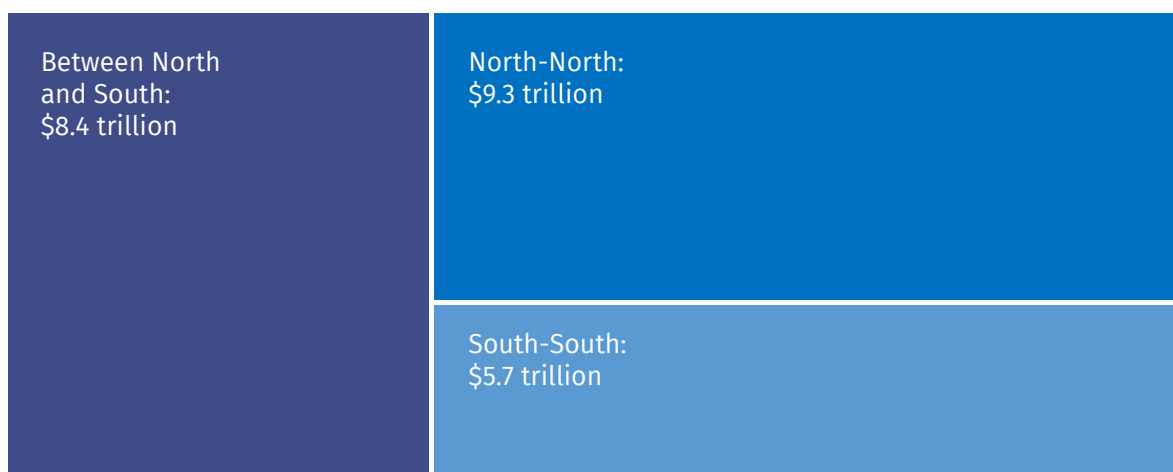 Between North
and South:
$8.4 trillion
North-North:
$9.3 trillion
South-South:
$5.7 trillion